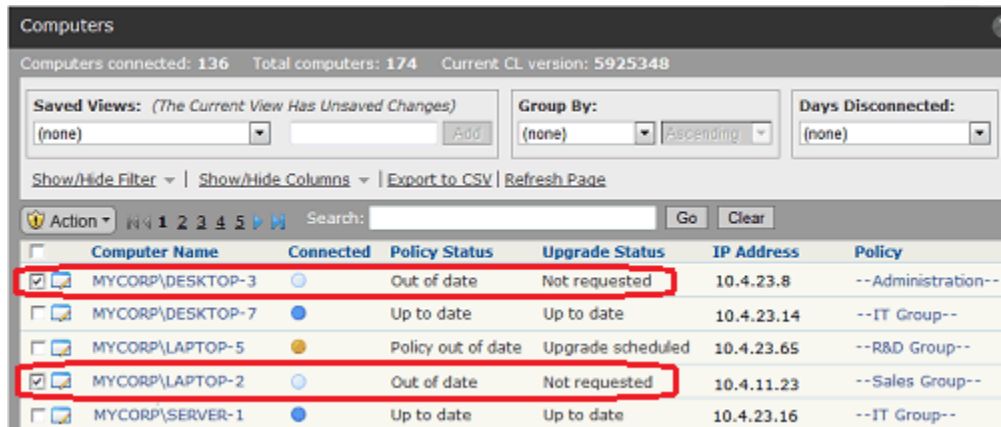 Computers
Computers connected: 136 Total computers: 174 Current CL version: 5925348
Saved Views: (The Current View Has Unsaved Changes) Group By: Days Disconnected:
(none) Add (none) Ascending (none)
Show/Hide Filter | Show/Hide Columns | Export to CSV | Refresh Page
Action 1 2 3 4 5 Search: Go Clear
Computer Name Connected Policy Status Upgrade Status IP Address Policy
MYCORP\DESKTOP-3 Out of date Not requested 10.4.23.8 --Administration--
MYCORP\DESKTOP-7 Up to date Up to date 10.4.23.14 --IT Group--
MYCORP\LAPTOP-5 Policy out of date Upgrade scheduled 10.4.23.65 --R&D Group--
MYCORP\LAPTOP-2 Out of date Not requested 10.4.11.23 --Sales Group--
MYCORP\SERVER-1 Up to date Up to date 10.4.23.16 --IT Group--